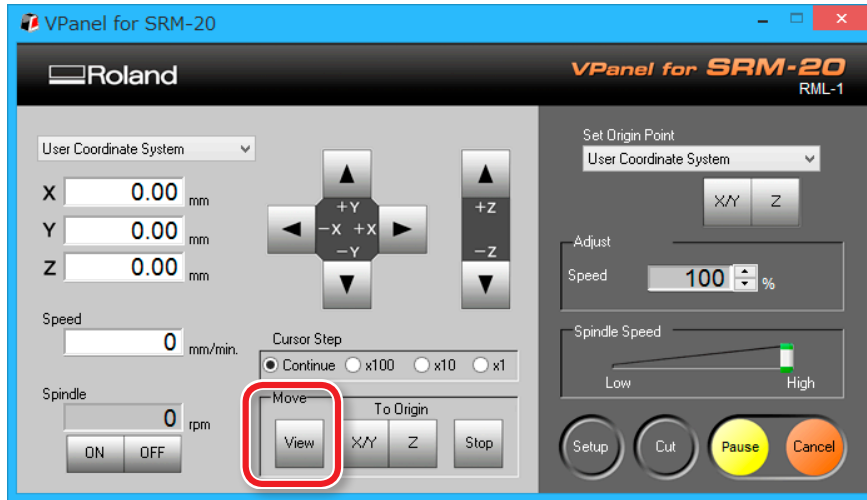 VPanel for SRM-20
Roland
VPanel for SRM-20
RML-1
User Coordinate System
X 0.00 mm
Y 0.00 mm
Z 0.00 mm
Speed
0 mm/min.
Spindle
0 rpm
ON OFF
+Y
-X +X
-Y
+Z
-Z
Cursor Step
Continue x100 x10 x1
Move
To Origin
View X/Y Z Stop
Set Origin Point
User Coordinate System
X/Y Z
Adjust
Speed 100 %
Spindle Speed
Low High
Setup Cut Pause Cancel